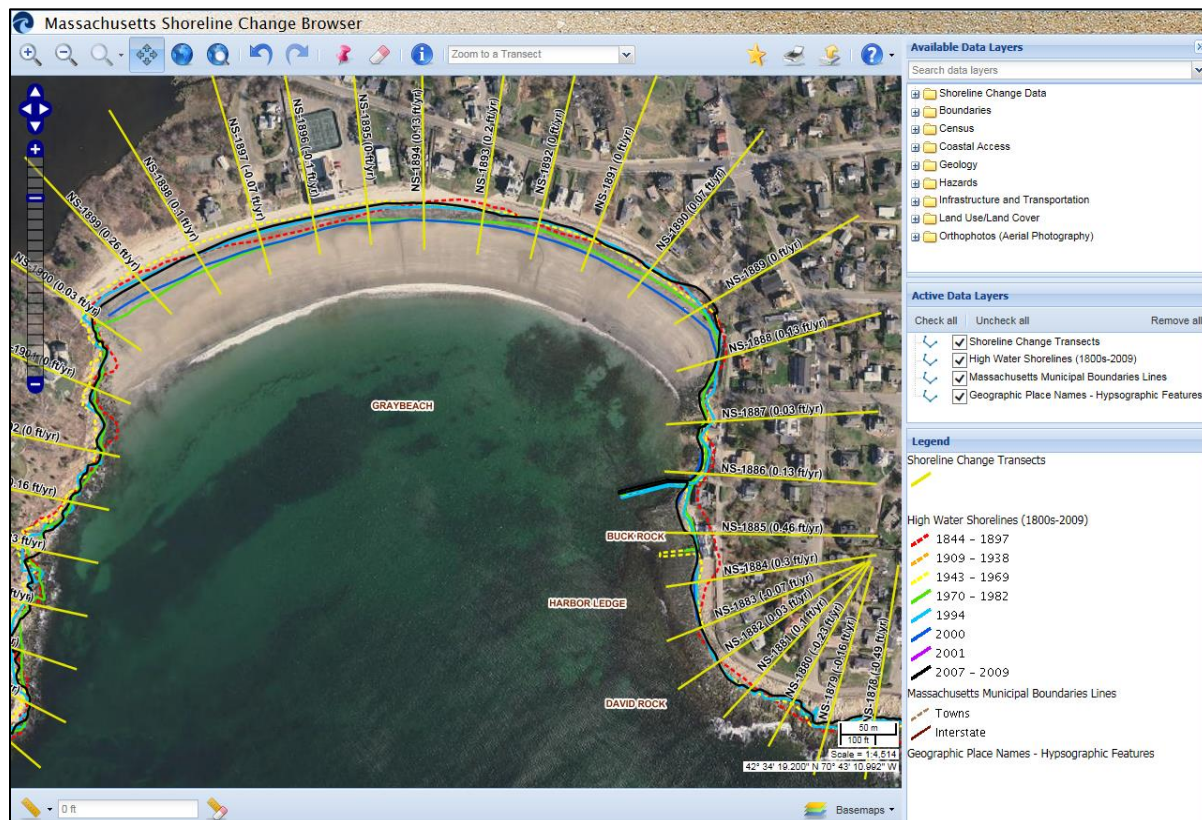 Massachusetts Shoreline Change Browser
Zoom to a Transect
NS-1900 (0.03 ft/yr)
NS-1899 (0.26 ft/yr)
NS-1898 (0.1 ft/yr)
NS-1897 -0.07 ft/yr)
NS-1896 (-0.1 ft/yr)
NS-1895 (0 ft/yr)
NS-1894 (0.13 ft/yr)
NS-1893 (0.2 ft/yr)
NS-1892 (0 ft/yr)
NS-1891 (0 ft/yr)
NS-1890 (0.07 ft/yr)
NS-1889 (0 ft/yr)
NS-1888 (0.13 ft/yr)
NS-1887 (0.03 ft/yr)
NS-1886 (0.13 ft/yr)
NS-1885 (0.46 ft/yr)
NS-1884 (0.3 ft/yr)
NS-1883 (-0.07 ft/yr)
NS-1882 (0.03 ft/yr)
NS-1881 (0.1 ft/yr)
NS-1880 (-0.23 ft/yr)
NS-1879 (-0.16 ft/yr)
NS-1878 (-0.49 ft/yr)
(0 ft/yr)
02 (0 ft/yr)
0.16 ft/yr)
ft/yr)
GRAYBEACH
BUCK ROCK
HARBOR LEDGE
DAVID ROCK
50 m
100 ft
Scale = 1:4,514
42° 34' 19.200" N 70° 43' 10.992" W
0 ft
Basemaps
Available Data Layers
Search data layers
Shoreline Change Data
Boundaries
Census
Coastal Access
Geology
Hazards
Infrastructure and Transportation
Land Use/Land Cover
Orthophotos (Aerial Photography)
Active Data Layers
Check all Uncheck all Remove all
Shoreline Change Transects
High Water Shorelines (1800s-2009)
Massachusetts Municipal Boundaries Lines
Geographic Place Names - Hypsographic Features
Legend
Shoreline Change Transects
High Water Shorelines (1800s-2009)
1844 - 1897
1909 - 1938
1943 - 1969
1970 - 1982
1994
2000
2001
2007 - 2009
Massachusetts Municipal Boundaries Lines
Towns
Interstate
Geographic Place Names - Hypsographic Features